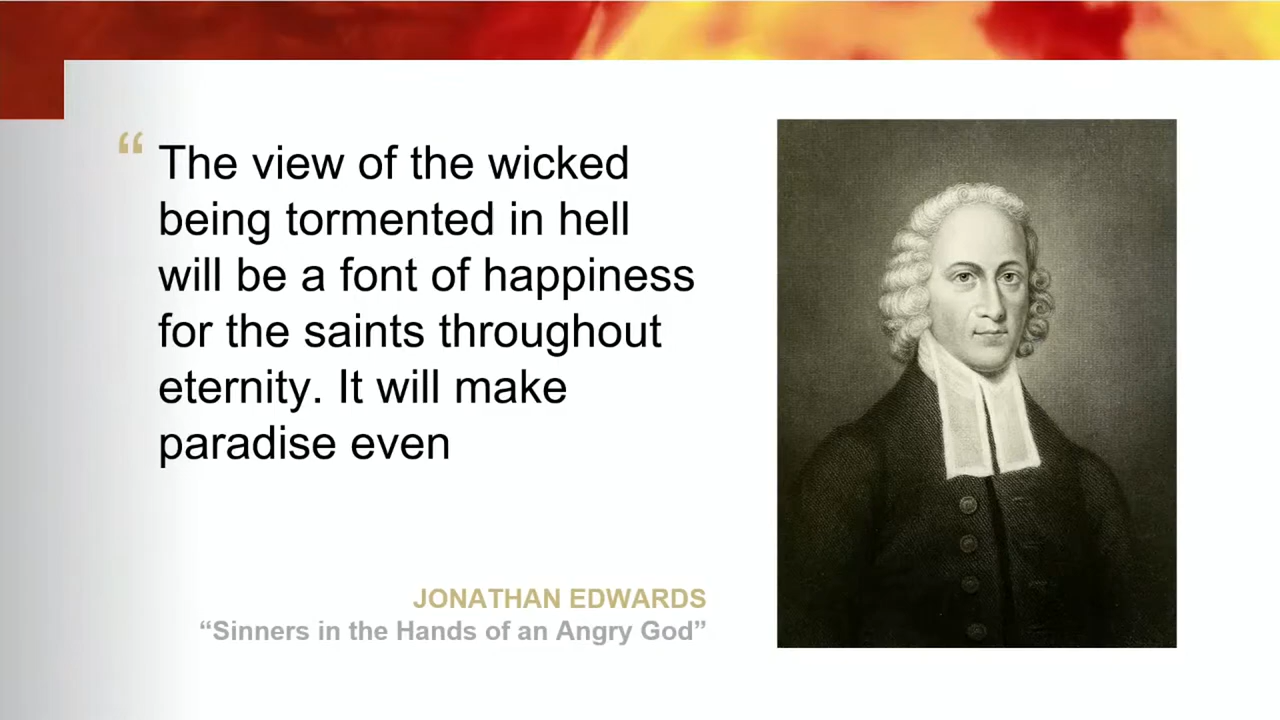 “ The view of the wicked
being tormented in hell
will be a font of happiness
for the saints throughout
eternity. It will make
paradise even
JONATHAN EDWARDS
“Sinners in the Hands of an Angry God”